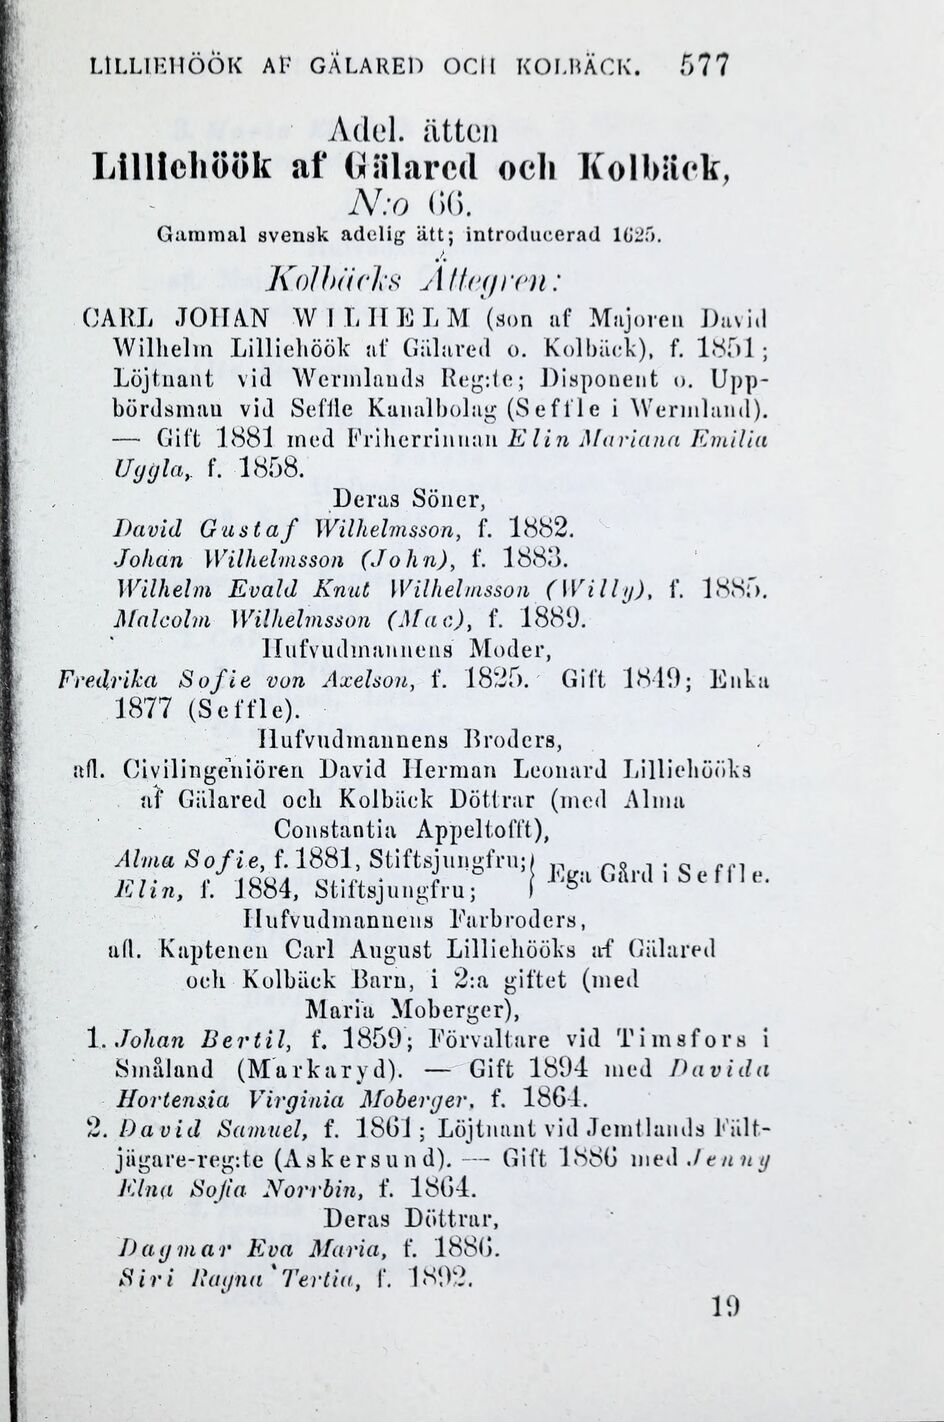 LILLIEHÖÖK AF GÄLARED OCH KOLBÄCK. 577
Adel. ätten
Lilliehöök af Gälared och Kolbäck,
N:o 66.
Gammal svensk adelig ätt; introducerad 1625.
Kolbäcks Ättegren:
CARL JOHAN WILHELM (son af Majoren David
Wilhelm Lilliehöök af Gälared o. Kolbäck), f. 1851;
Löjtnant vid Wermlands Reg:te; Disponent o. Upp-
bördsman vid Seffle Kanalbolag (Seffle i Wermland).
— Gift 1881 med Friherrinnan Elin Mariana Emilia
Uggla, f. 1858.
Deras Söner,
David Gustaf Wilhelmsson, f. 1882.
Johan Wilhelmsson (John), f. 1883.
Wilhelm Evald Knut Wilhelmsson (Willy), f. 1885.
Malcolm Wilhelmsson (Mac), f. 1889.
Hufvudmannens Moder,
Fredrika Sofie von Axelson, f. 1825. Gift 1849; Enka
1877 (Seffle).
Hufvudmannens Broders,
afl. Civilingeniören David Herman Leonard Lilliehööks
af Gälared och Kolbäck Döttrar (med Alma
Constantia Appeltofft),
Alma Sofie, f. 1881, Stiftsjungfru; } Ega Gård i Seffle.
Elin, f. 1884, Stiftsjungfru;
Hufvudmannens Farbroders,
afl. Kaptenen Carl August Lilliehööks af Gälared
och Kolbäck Barn, i 2:a giftet (med
Maria Moberger),
1. Johan Bertil, f. 1859; Förvaltare vid Timsfors i
Småland (Markaryd). — Gift 1894 med Davida
Hortensia Virginia Moberger, f. 1864.
2. David Samuel, f. 1861; Löjtnant vid Jemtlands Fält-
jägare-reg:te (Askersund). — Gift 1886 med Jenny
Elna Sofia Norrbin, f. 1864.
Deras Döttrar,
Dagmar Eva Maria, f. 1886.
Siri Ragna Tertia, f. 1892.
19